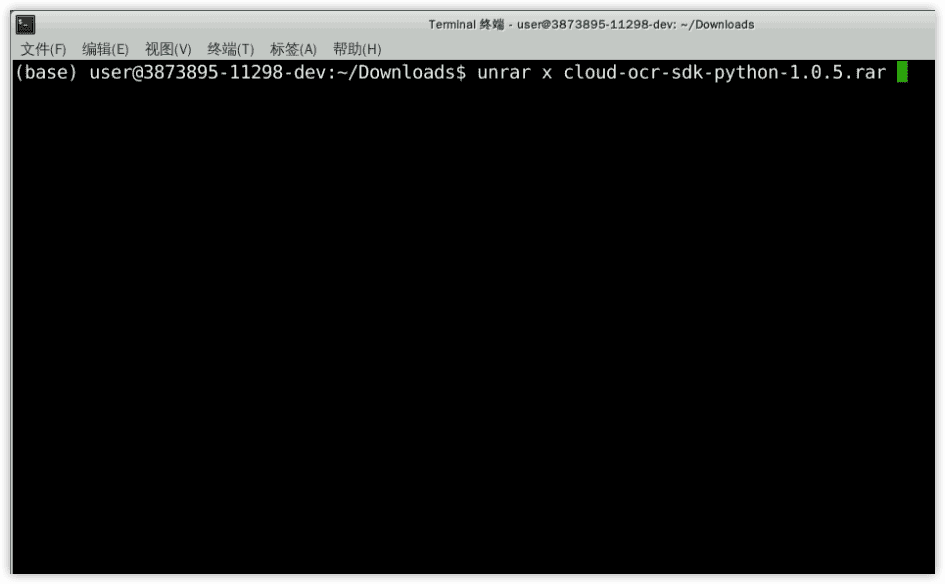 Terminal 终端 - user@3873895-11298-dev: ~/Downloads
文件(F) 编辑(E) 视图(V) 终端(T) 标签(A) 帮助(H)
(base) user@3873895-11298-dev:~/Downloads$ unrar x cloud-ocr-sdk-python-1.0.5.rar